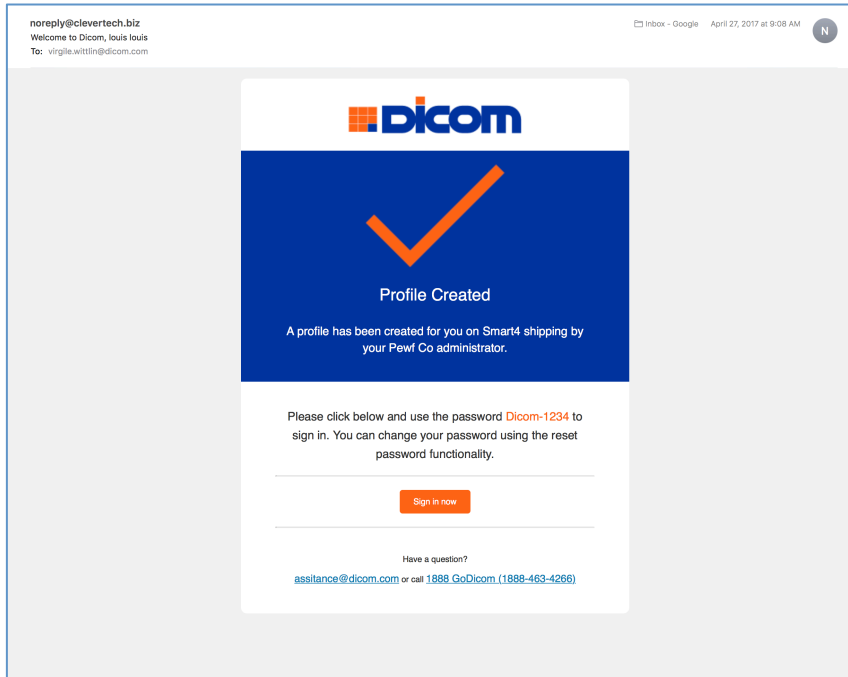 noreply@clevertech.biz
Inbox - Google April 27, 2017 at 9:08 AM
N
Welcome to Dicom, louis louis
To: virgile.wittlin@dicom.com
Dicom
Profile Created
A profile has been created for you on Smart4 shipping by
your Pewf Co administrator.
Please click below and use the password Dicom-1234 to
sign in. You can change your password using the reset
password functionality.
Sign in now
Have a question?
assitance@dicom.com or call 1888 GoDicom (1888-463-4266)